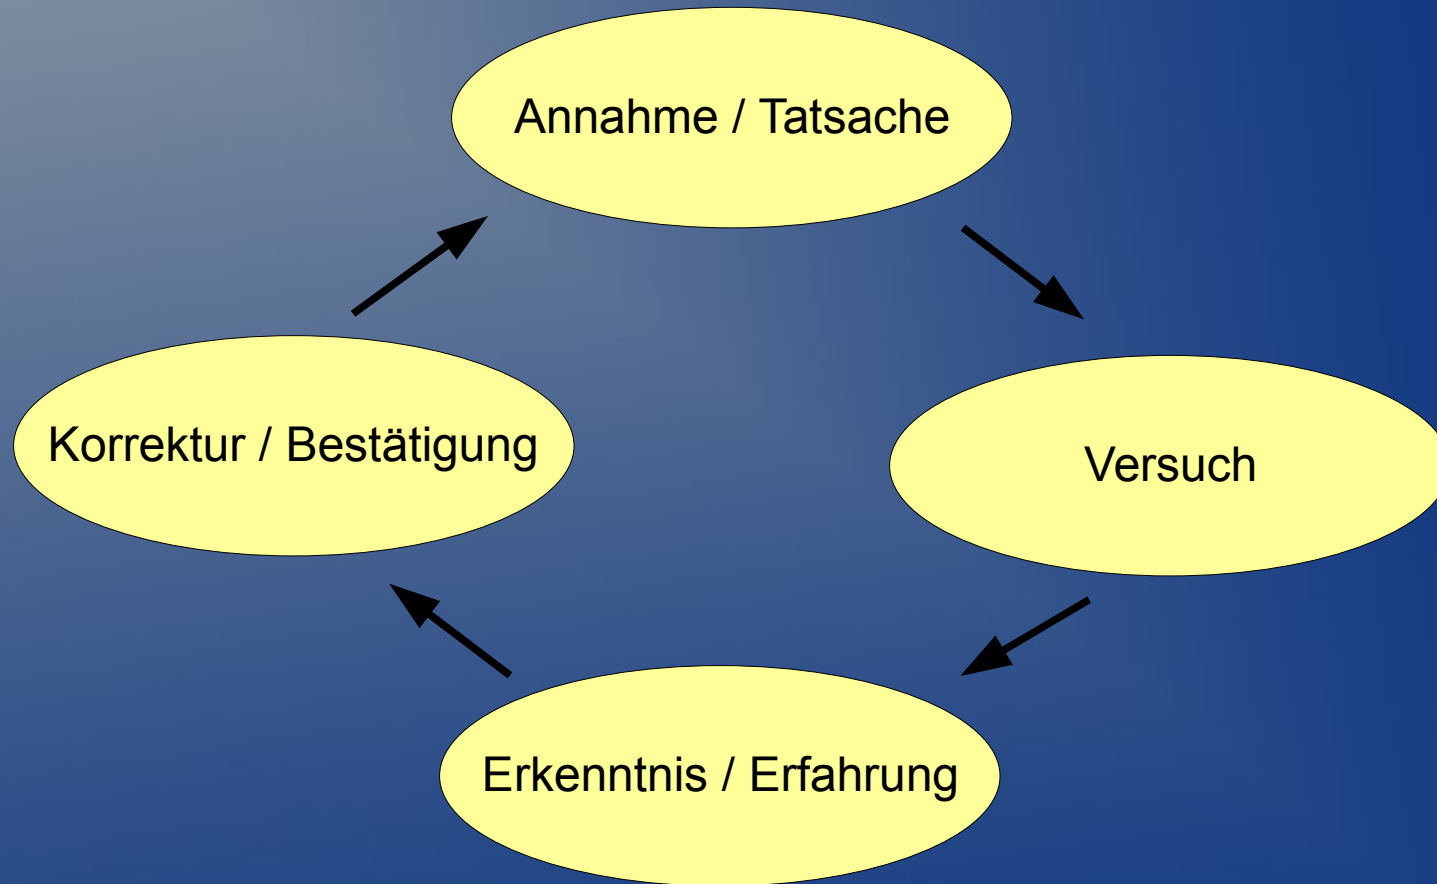 Annahme / Tatsache
Korrektur / Bestätigung
Versuch
Erkenntnis / Erfahrung